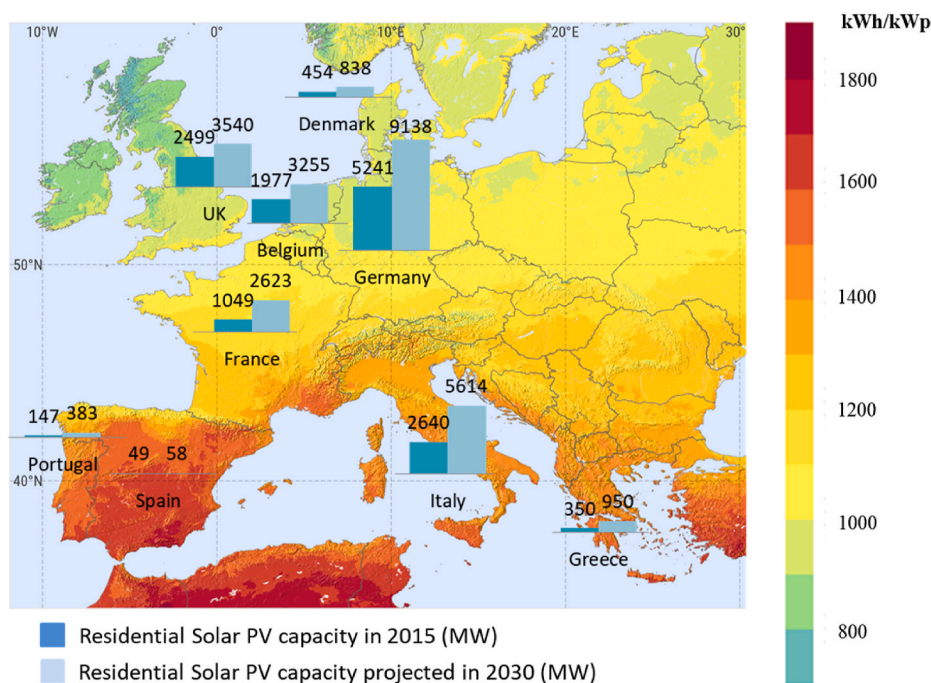 kWh/kWp
10°W
0°
10°E
20°E
30°
1800
1600
1400
1200
1000
800
454 838
Denmark
9138
2499 3540
UK
1977 3255
Belgium
5241
Germany
50°N
1049 2623
France
5614
2640
Italy
147 383
Portugal
49 58
Spain
40°N
350 950
Greece
Residential Solar PV capacity in 2015 (MW)
Residential Solar PV capacity projected in 2030 (MW)